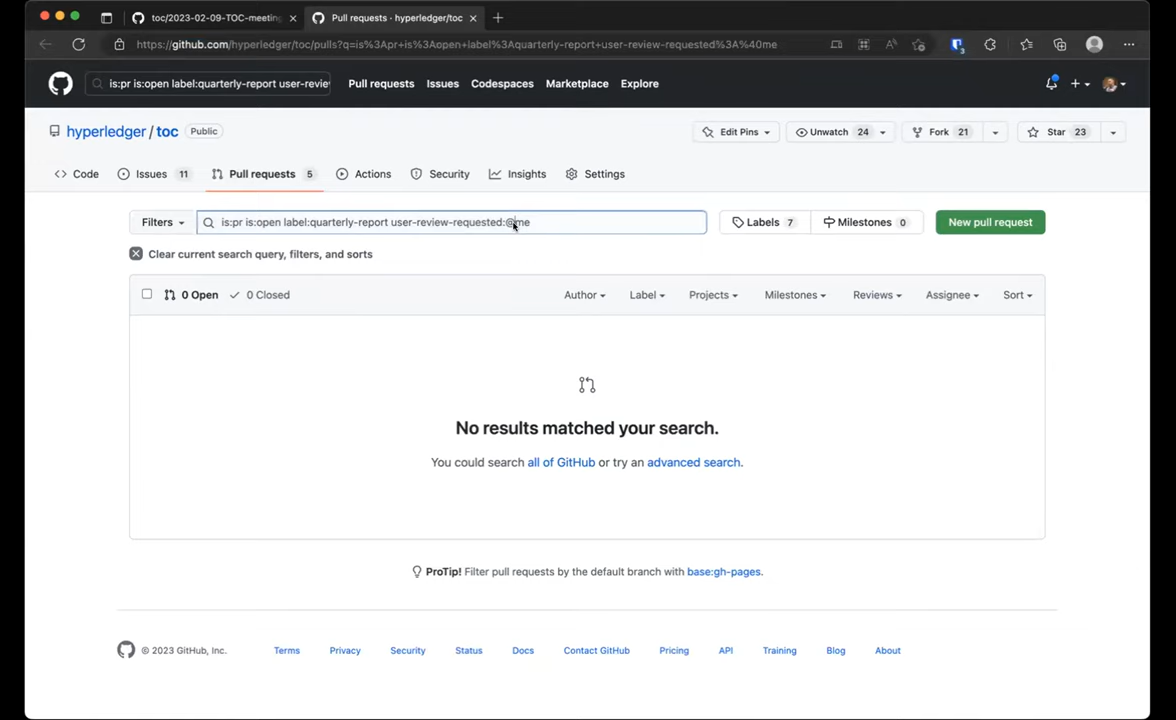 toc/2023-02-09-TOC-meeting
Pull requests · hyperledger/toc
https://github.com/hyperledger/toc/pulls?q=is%3Apr+is%3Aopen+label%3Aquarterly-report+user-review-requested%3A%40me
3
is:pr is:open label:quarterly-report user-revie
Pull requests Issues Codespaces Marketplace Explore
hyperledger / toc Public
Edit Pins Unwatch 24 Fork 21 Star 23
Code Issues 11 Pull requests 5 Actions Security Insights Settings
Filters is:pr is:open label:quarterly-report user-review-requested:@me Labels 7 Milestones 0 New pull request
Clear current search query, filters, and sorts
0 Open 0 Closed Author Label Projects Milestones Reviews Assignee Sort
No results matched your search.
You could search all of GitHub or try an advanced search.
ProTip! Filter pull requests by the default branch with base:gh-pages.
© 2023 GitHub, Inc. Terms Privacy Security Status Docs Contact GitHub Pricing API Training Blog About